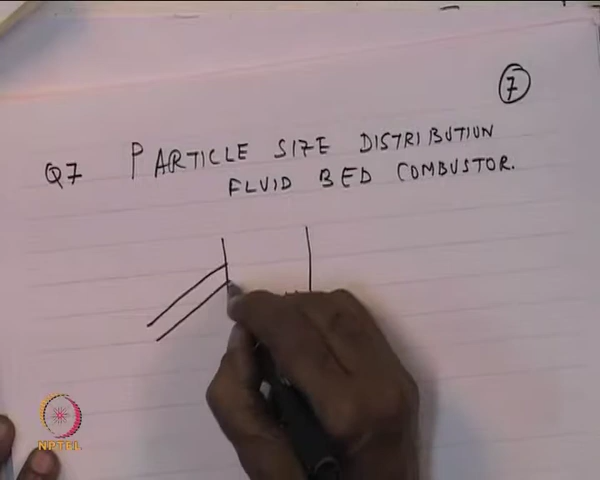 7
Q7 PARTICLE SIZE DISTRIBUTION
FLUID BED COMBUSTOR.
NPTEL